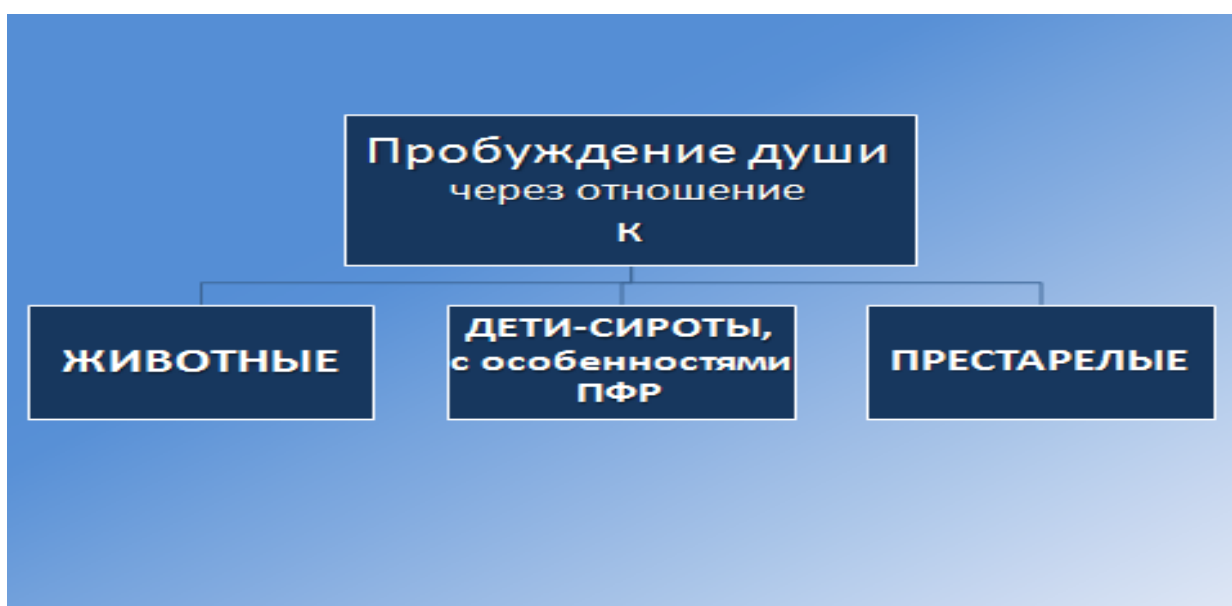 Пробуждение души
через отношение
к
ЖИВОТНЫЕ
ДЕТИ-СИРОТЫ,
с особенностями
ПФР
ПРЕСТАРЕЛЫЕ